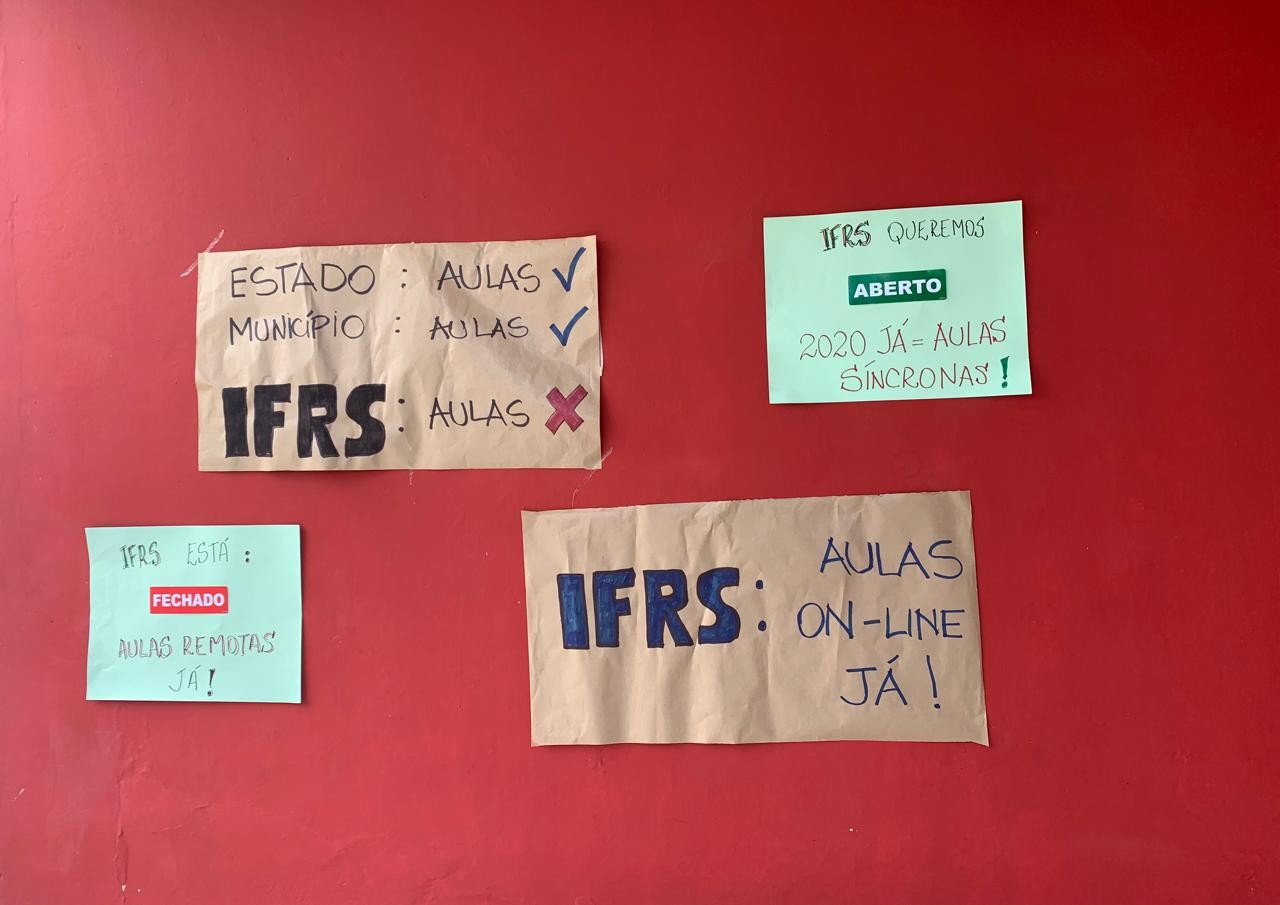 ESTADO : AULAS ✓
MUNICÍPIO : AULAS ✓
IFRS : AULAS ✗
IFRS QUEREMOS
ABERTO
2020 JÁ = AULAS
SÍNCRONAS !
IFRS ESTÁ :
FECHADO
AULAS REMOTAS
JÁ !
IFRS : AULAS
ON-LINE
JÁ !